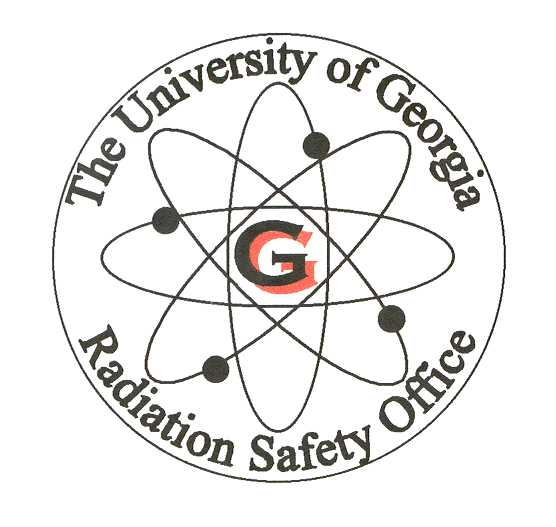 The University of Georgia
G
Radiation Safety Office